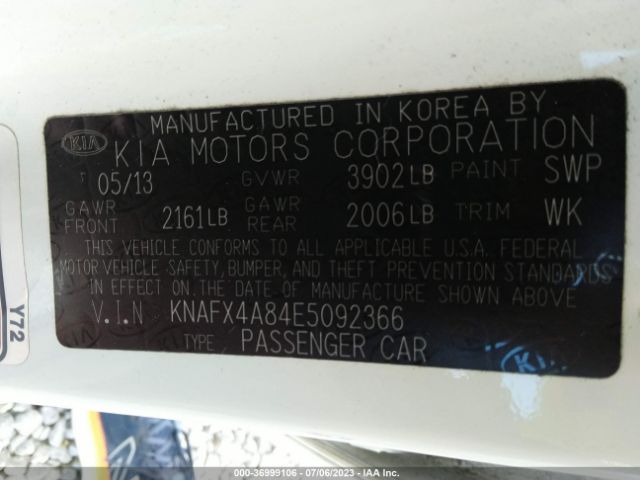 MANUFACTURED IN KOREA BY
KIA KIA MOTORS CORPORATION
05/13 GVWR 3902LB PAINT SWP
GAWR FRONT 2161LB GAWR REAR 2006LB TRIM WK
THIS VEHICLE CONFORMS TO ALL APPLICABLE U.S.A. FEDERAL
MOTOR VEHICLE SAFETY, BUMPER, AND THEFT PREVENTION STANDARDS
IN EFFECT ON THE DATE OF MANUFACTURE SHOWN ABOVE
V.I.N KNAFX4A84E5092366
TYPE PASSENGER CAR
KIA
Y72
000-36999106 - 07/06/2023 - IAA Inc.